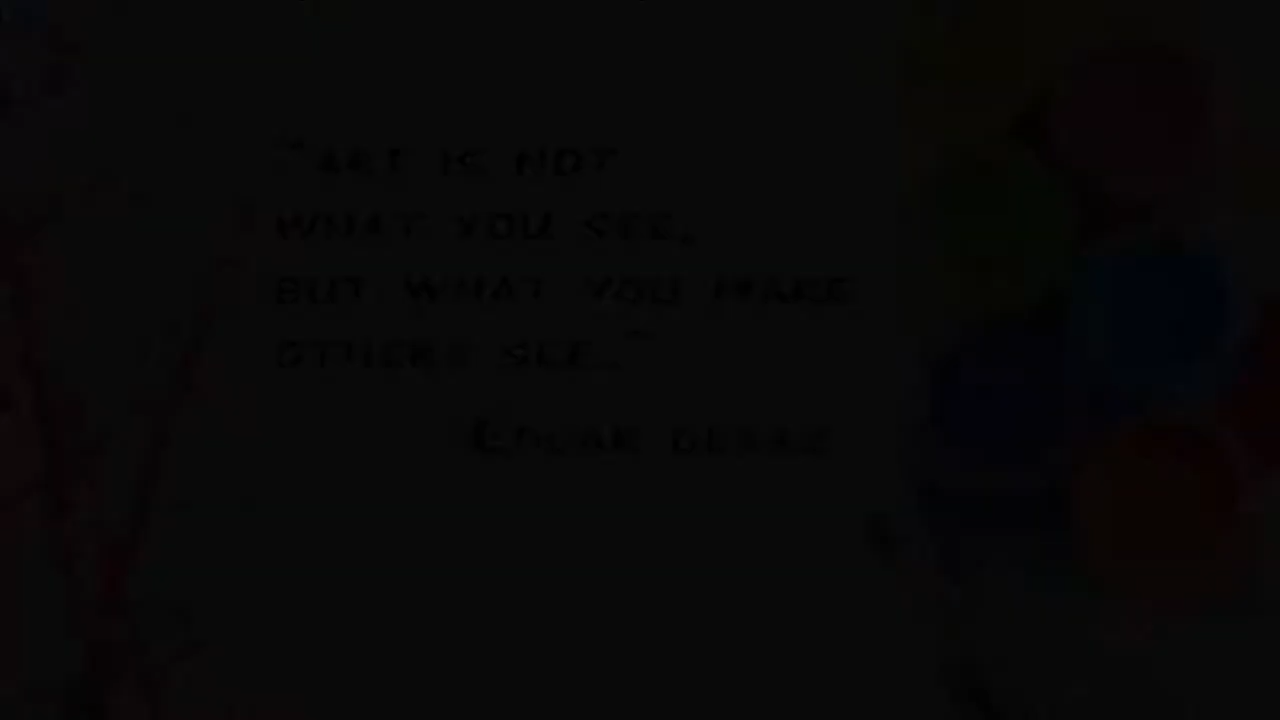 "ART IS NOT
WHAT YOU SEE,
BUT WHAT YOU MAKE
OTHERS SEE."
EDGAR DEGAS